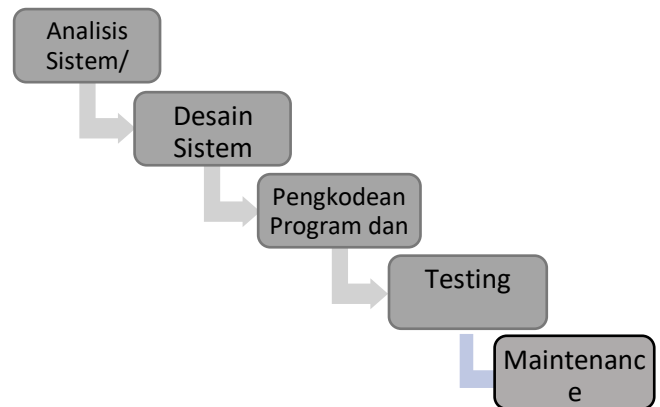 Analisis
Sistem/
Desain
Sistem
Pengkodean
Program dan
Testing
Maintenanc
e